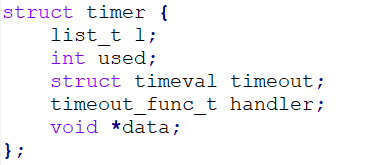 struct timer {
    list_t l;
    int used;
    struct timeval timeout;
    timeout_func_t handler;
    void *data;
};